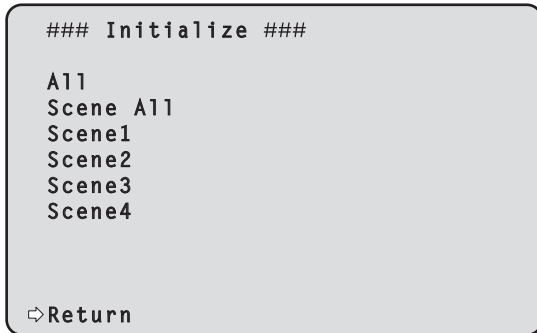 ### Initialize ###
All
Scene All
Scene1
Scene2
Scene3
Scene4
⇨Return